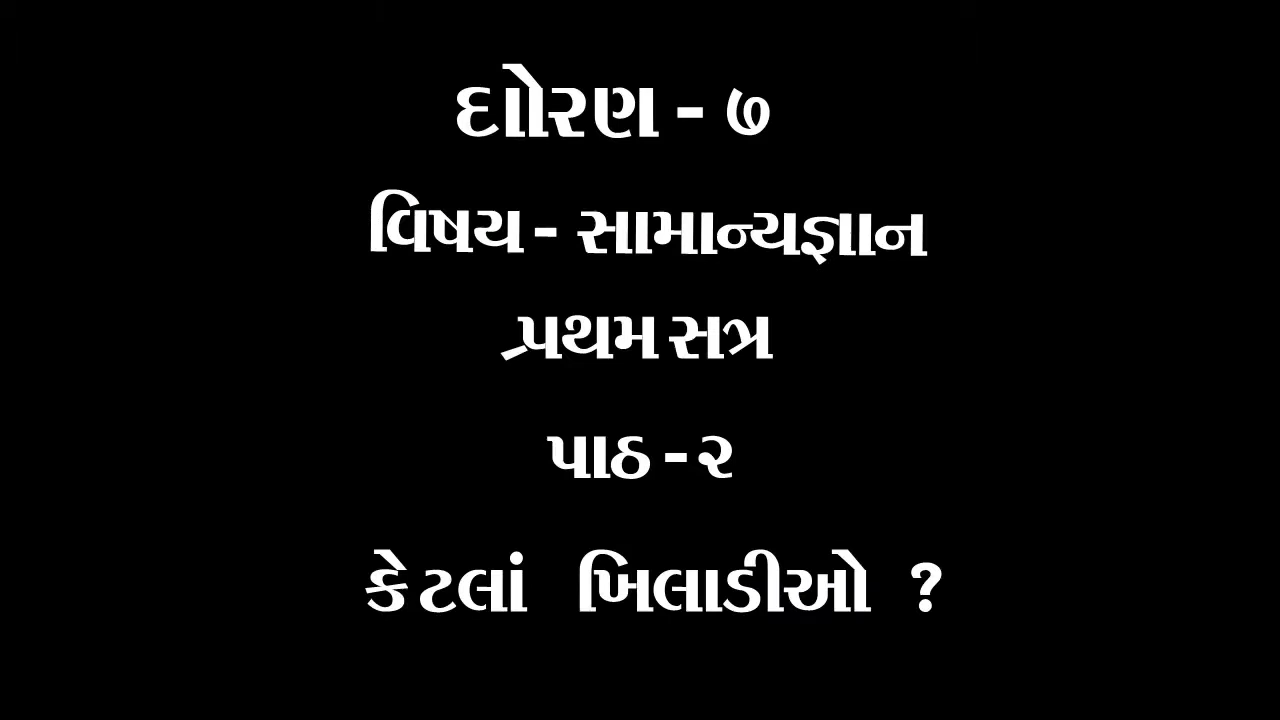 ધોરણ - ૭
વિષય - સામાન્યજ્ઞાન
પ્રથમ સત્ર
પાઠ - ૨
કેટલાં ખિલાડીઓ ?